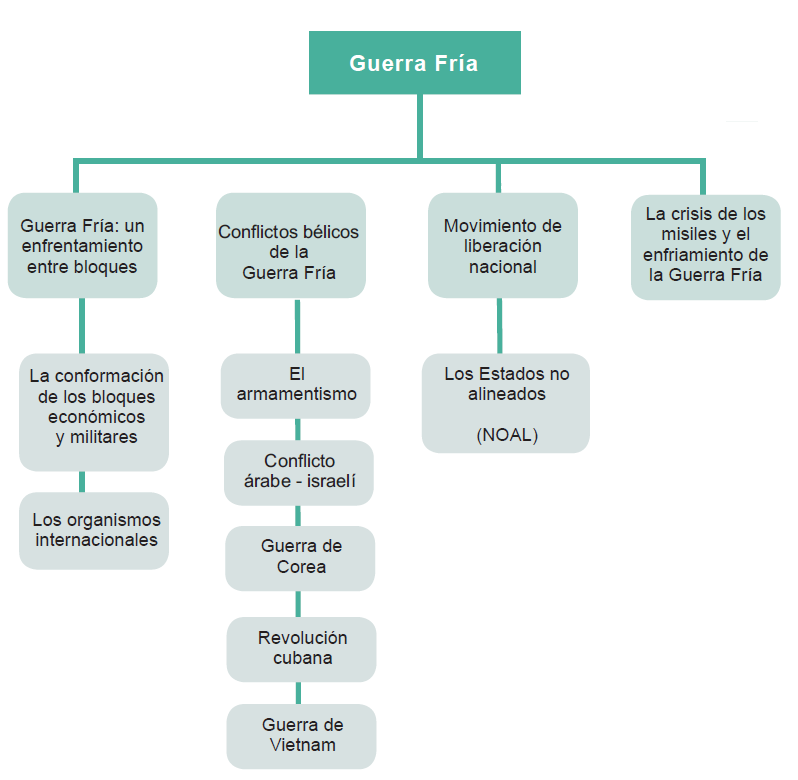 Guerra Fría
Guerra Fría: un
enfrentamiento
entre bloques
La conformación
de los bloques
económicos
y militares
Los organismos
internacionales
Conflictos bélicos
de la
Guerra Fría
El
armamentismo
Conflicto
árabe - israelí
Guerra de
Corea
Revolución
cubana
Guerra de
Vietnam
Movimiento de
liberación
nacional
Los Estados no
alineados
(NOAL)
La crisis de los
misiles y el
enfriamiento de
la Guerra Fría